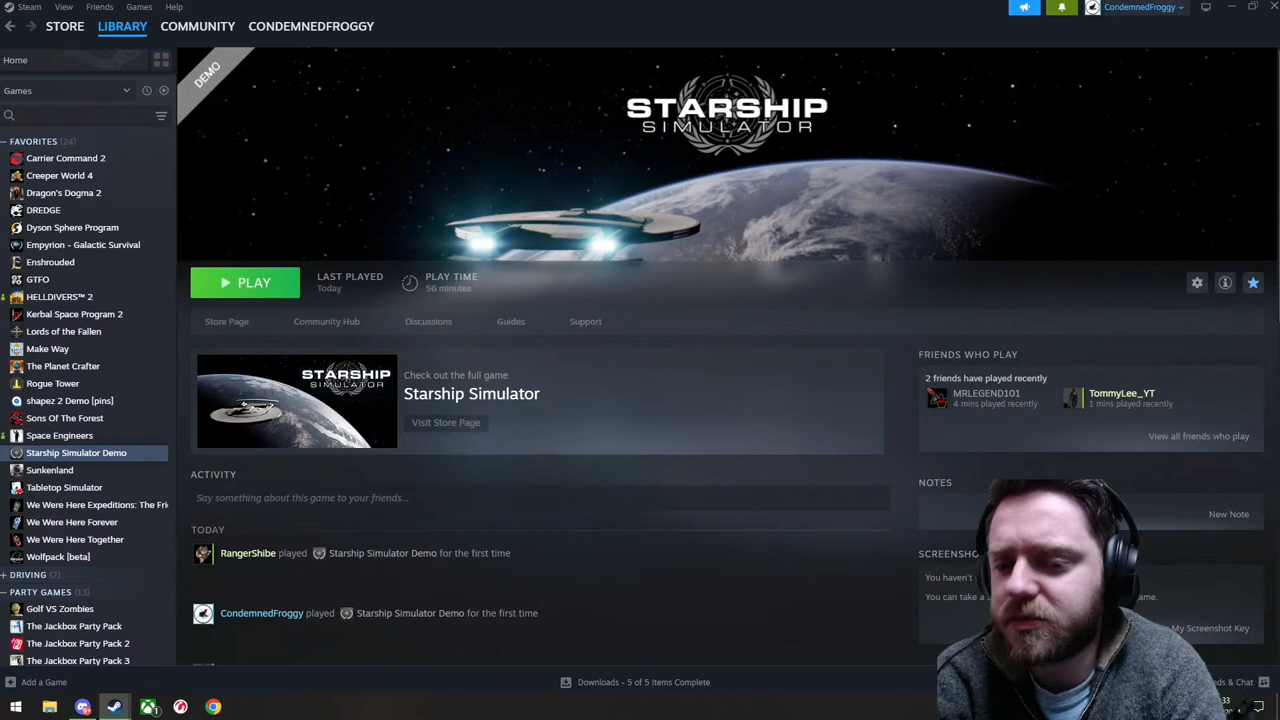 Steam View Friends Games Help
CondemnedFroggy
STORE LIBRARY COMMUNITY CONDEMNEDFROGGY
Home
Games
FAVORITES (24)
Carrier Command 2
Creeper World 4
Dragon's Dogma 2
DREDGE
Dyson Sphere Program
Empyrion - Galactic Survival
Enshrouded
GTFO
HELLDIVERS™ 2
Kerbal Space Program 2
Lords of the Fallen
Make Way
The Planet Crafter
Rogue Tower
shapez 2 Demo [pins]
Sons Of The Forest
Space Engineers
Starship Simulator Demo
Sunkenland
Tabletop Simulator
We Were Here Expeditions: The Fri
We Were Here Forever
We Were Here Together
Wolfpack [beta]
DRIVING (2)
PARTY GAMES (13)
Golf VS Zombies
The Jackbox Party Pack
The Jackbox Party Pack 2
The Jackbox Party Pack 3
Add a Game
DEMO
STARSHIP
SIMULATOR
PLAY
LAST PLAYED
Today
PLAY TIME
56 minutes
Store Page Community Hub Discussions Guides Support
STARSHIP
SIMULATOR
Check out the full game
Starship Simulator
Visit Store Page
ACTIVITY
Say something about this game to your friends...
TODAY
RangerShibe played Starship Simulator Demo for the first time
CondemnedFroggy played Starship Simulator Demo for the first time
FRIENDS WHO PLAY
2 friends have played recently
MRLEGEND101
4 mins played recently
TommyLee_YT
1 mins played recently
View all friends who play
NOTES
New Note
SCREENSHO
You haven't
You can take a
me.
My Screenshot Key
Downloads - 5 of 5 Items Complete
ds & Chat
33